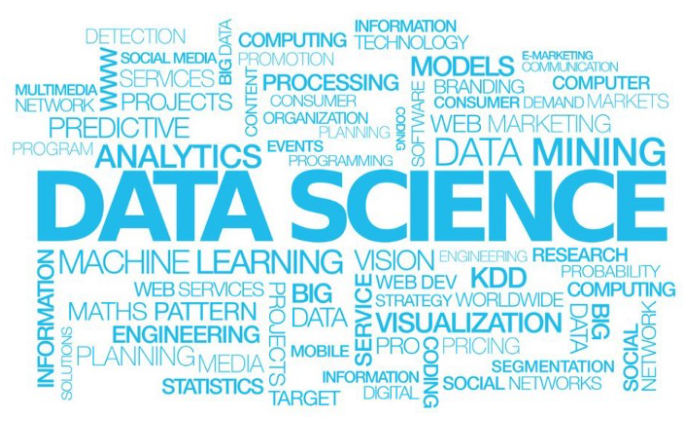 DETECTION
SOCIAL MEDIA
BIG DATA
WWW
SERVICES
MULTIMEDIA
NETWORK
PROJECTS
PREDICTIVE
PROGRAM
ANALYTICS
COMPUTING
INFORMATION
TECHNOLOGY
PROMOTION
CONTENT
PROCESSING
CONSUMER
ORGANIZATION
PLANNING
CODING
EVENTS
PROGRAMMING
SOFTWARE
MODELS
E-MARKETING
COMMUNICATION
BRANDING
COMPUTER
CONSUMER DEMAND MARKETS
WEB MARKETING
DATA MINING
DATA SCIENCE
INFORMATION
MACHINE LEARNING
VISION
ENGINEERING
RESEARCH
PROBABILITY
WEB SERVICES
PROJECTS
BIG
DATA
SERVICE
WEB DEV
KDD
COMPUTING
STRATEGY WORLDWIDE
MATHS PATTERN
VISUALIZATION
DATA
BIG
SOCIAL
NETWORK
ENGINEERING
SOLUTIONS
PLANNING
MEDIA
MOBILE
PRO
CODING
PRICING
SEGMENTATION
STATISTICS
TARGET
INFORMATION
DIGITAL
SOCIAL NETWORKS